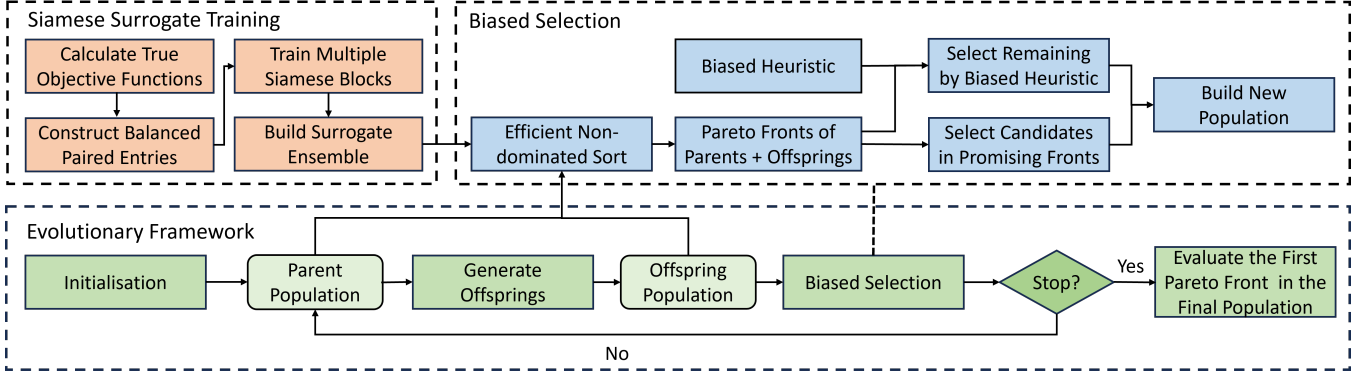 Siamese Surrogate Training
Calculate True
Objective Functions
Construct Balanced
Paired Entries
Train Multiple
Siamese Blocks
Build Surrogate
Ensemble
Biased Selection
Biased Heuristic
Efficient Non-
dominated Sort
Pareto Fronts of
Parents + Offsprings
Select Remaining
by Biased Heuristic
Select Candidates
in Promising Fronts
Build New
Population
Evolutionary Framework
Initialisation
Parent
Population
Generate
Offsprings
Offspring
Population
Biased Selection
Stop?
Yes
Evaluate the First
Pareto Front in the
Final Population
No